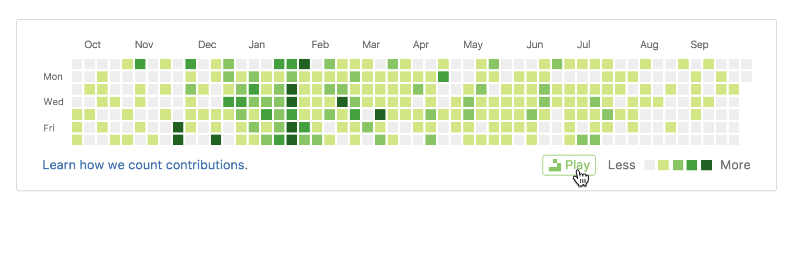 Oct Nov Dec Jan Feb Mar Apr May Jun Jul Aug Sep
Mon
Wed
Fri
Learn how we count contributions. Play Less More